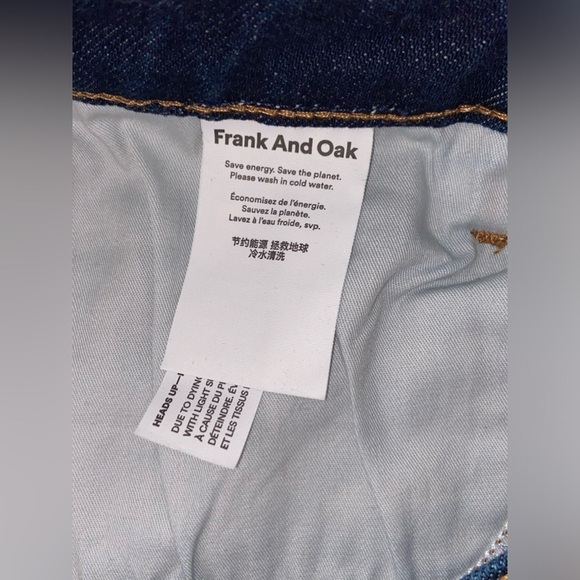 Frank And Oak
Save energy. Save the planet.
Please wash in cold water.
Économisez de l'énergie.
Sauvez la planète.
Lavez à l'eau froide, svp.
节约能源 拯救地球
冷水清洗
HEADS UP—
DUE TO DYING
WITH LIGHT
À CAUSE DU
DÉTEINDRE.
ET LES TISSUS